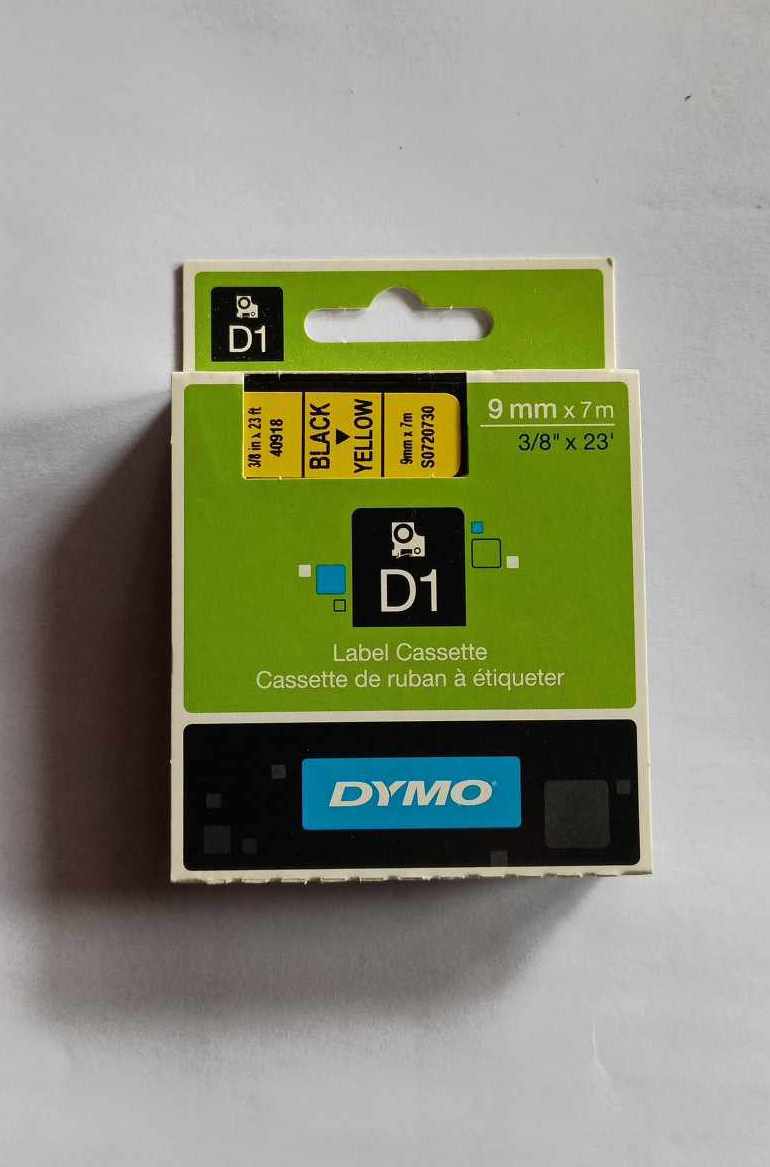 D1
3/8 in x 23 ft
40918
BLACK
YELLOW
9mm x 7m
S0720730
9 mm x 7m
3/8" x 23'
D1
Label Cassette
Cassette de ruban à étiqueter
DYMO